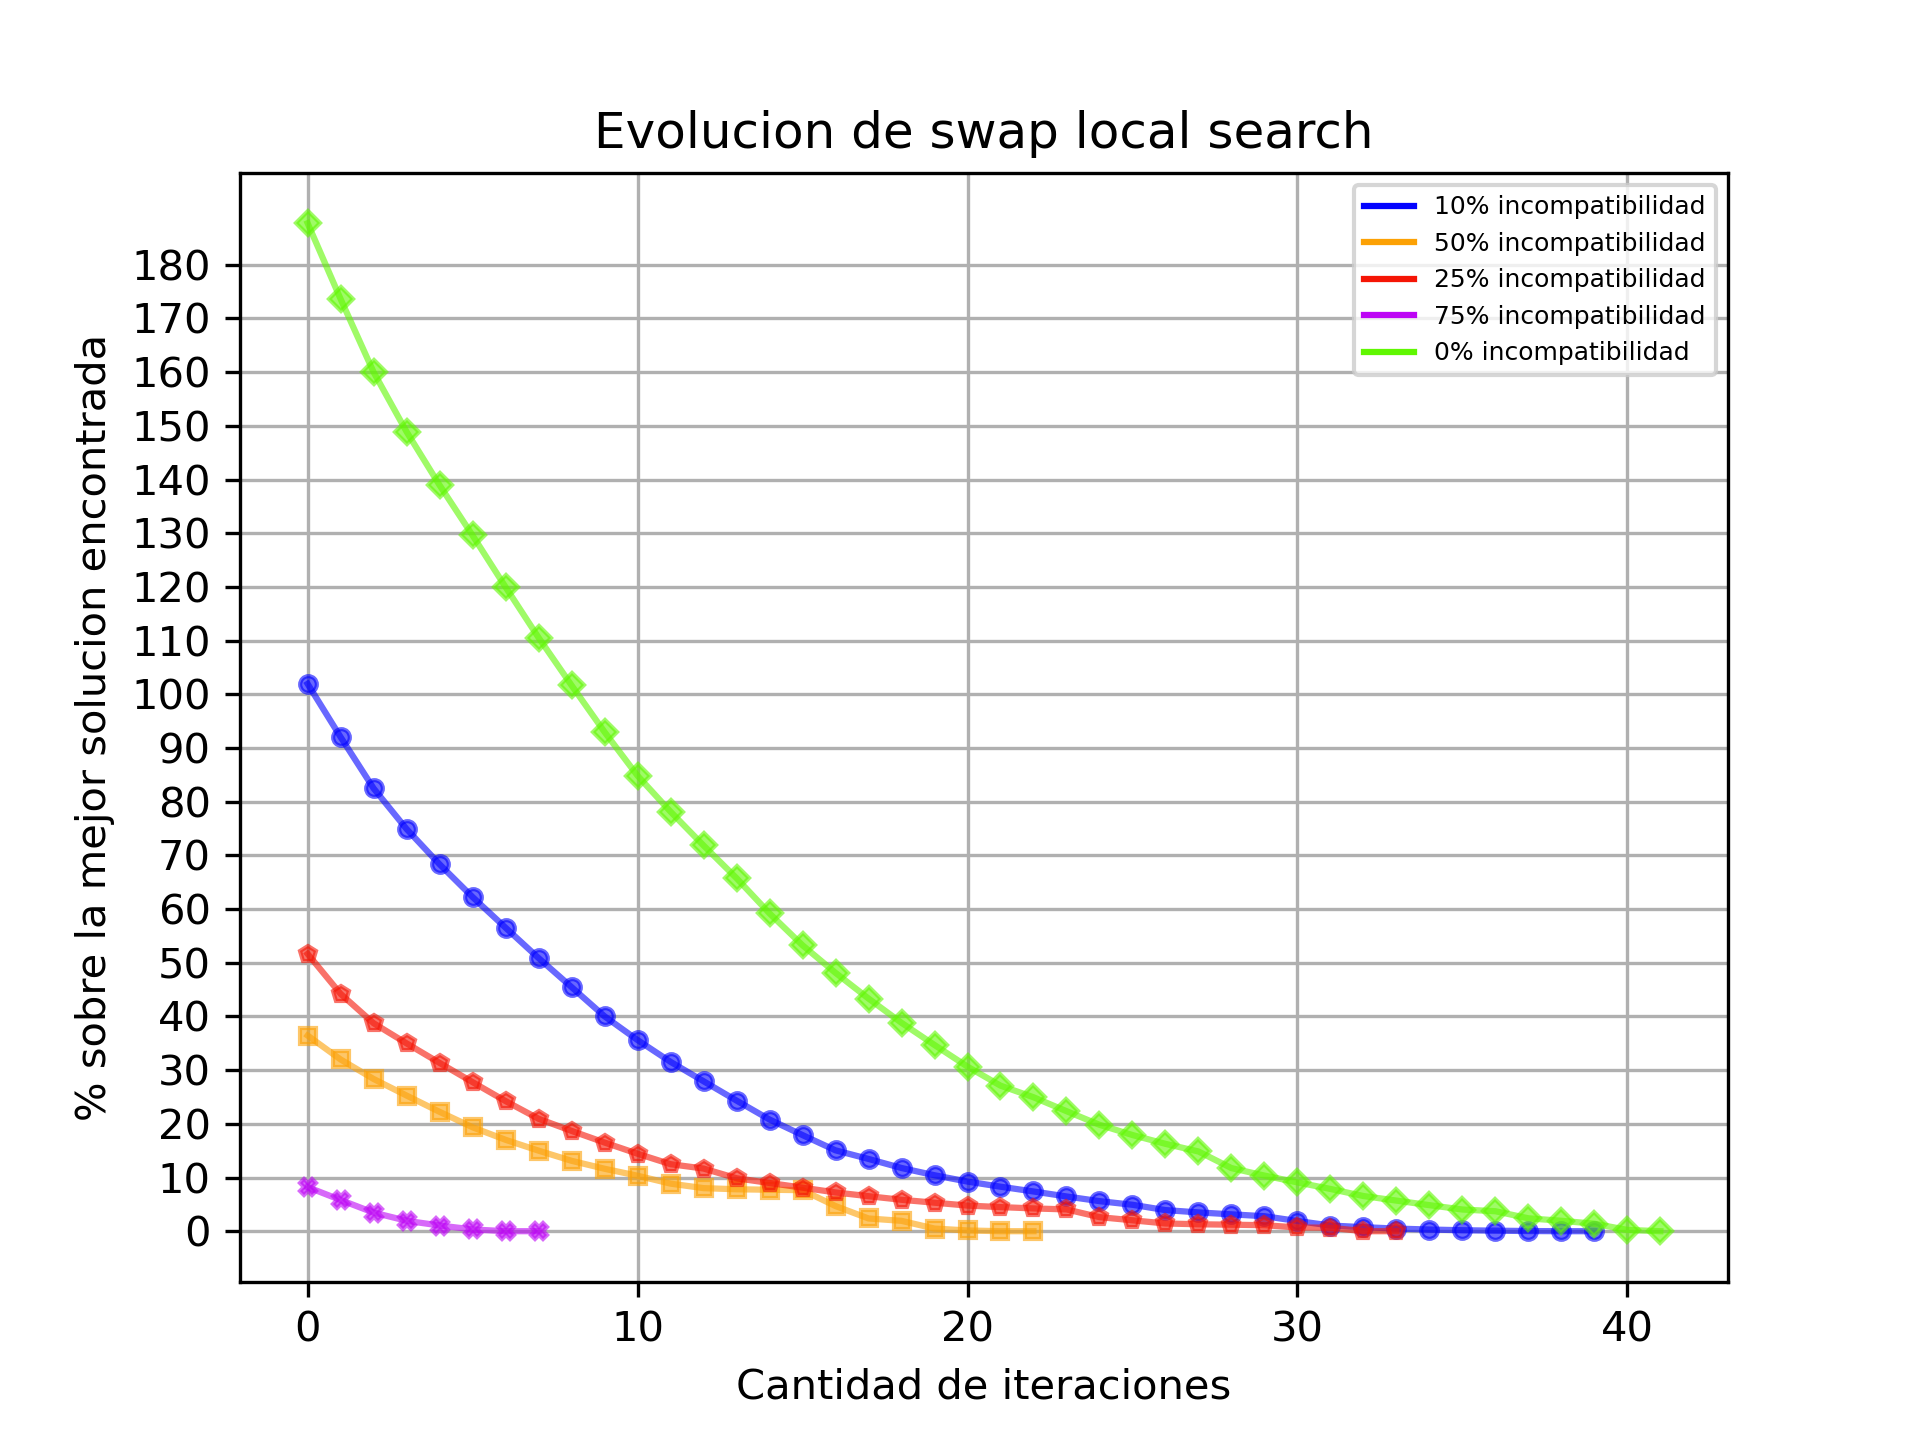 Evolucion de swap local search
10% incompatibilidad
50% incompatibilidad
25% incompatibilidad
75% incompatibilidad
0% incompatibilidad
% sobre la mejor solucion encontrada
180
170
160
150
140
130
120
110
100
90
80
70
60
50
40
30
20
10
0
0 10 20 30 40
Cantidad de iteraciones